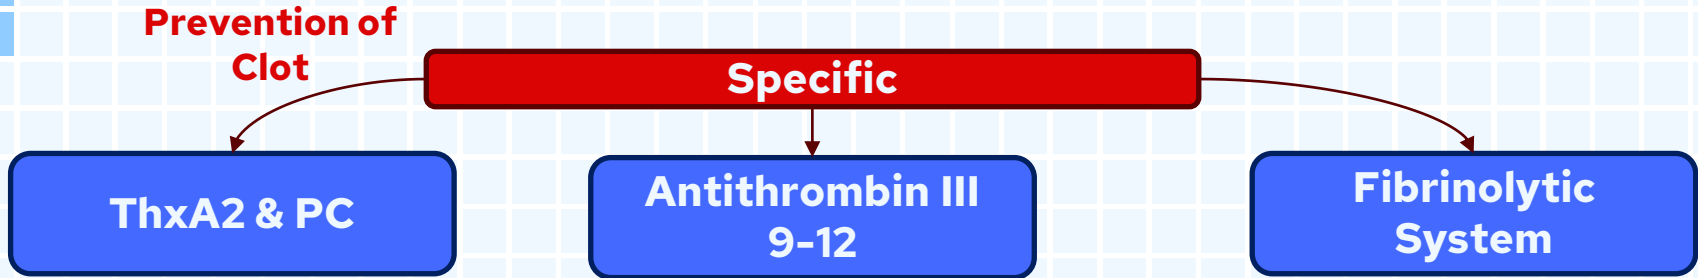 Prevention of
Clot
Specific
ThxA2 & PC
Antithrombin III
9-12
Fibrinolytic
System